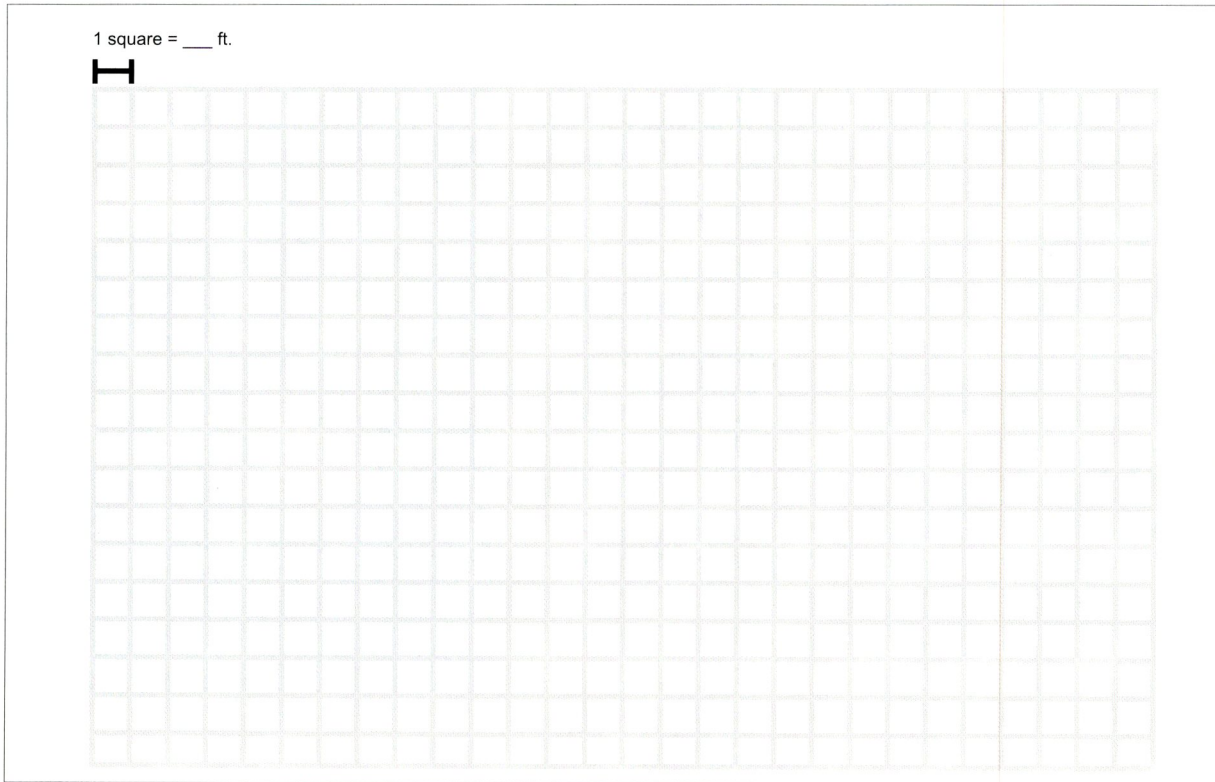 1 square = ___ ft.